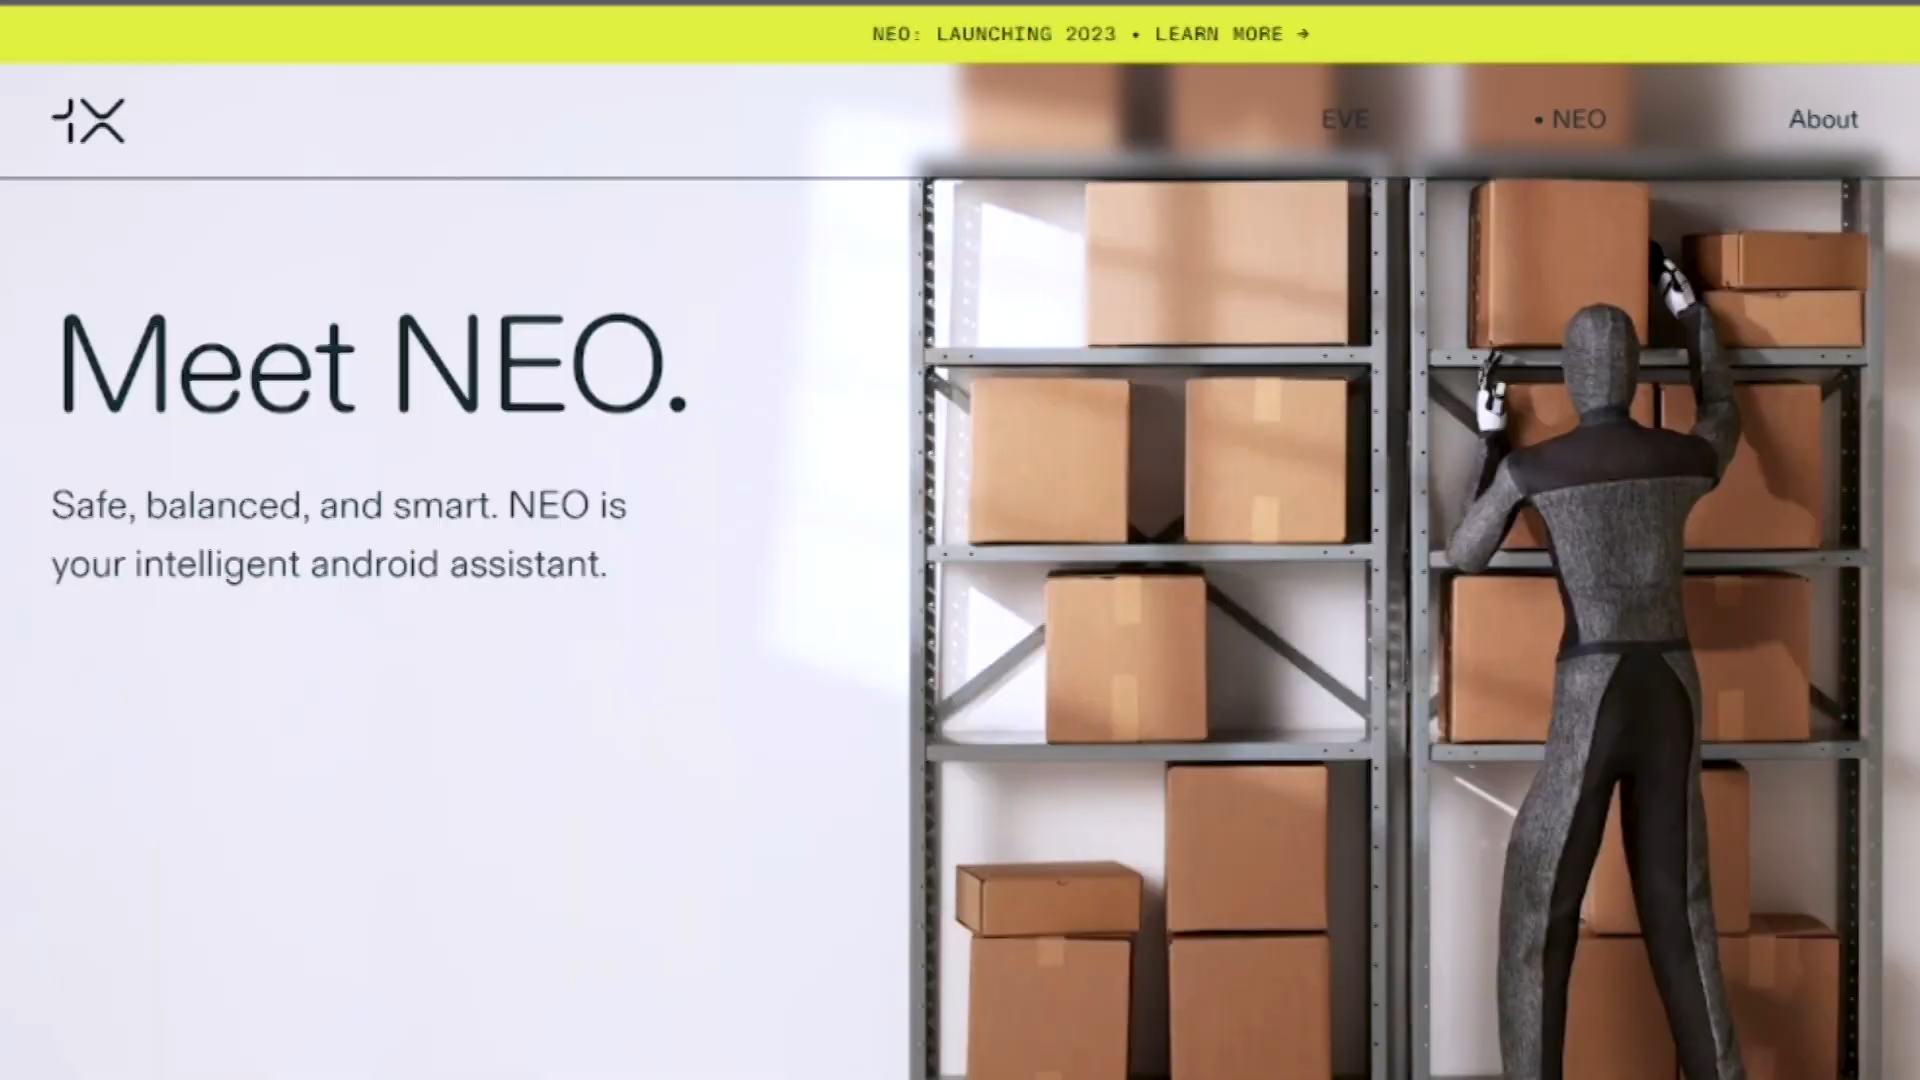 NEO: LAUNCHING 2023 • LEARN MORE →
1X
EVE
• NEO
About
Meet NEO.
Safe, balanced, and smart. NEO is
your intelligent android assistant.